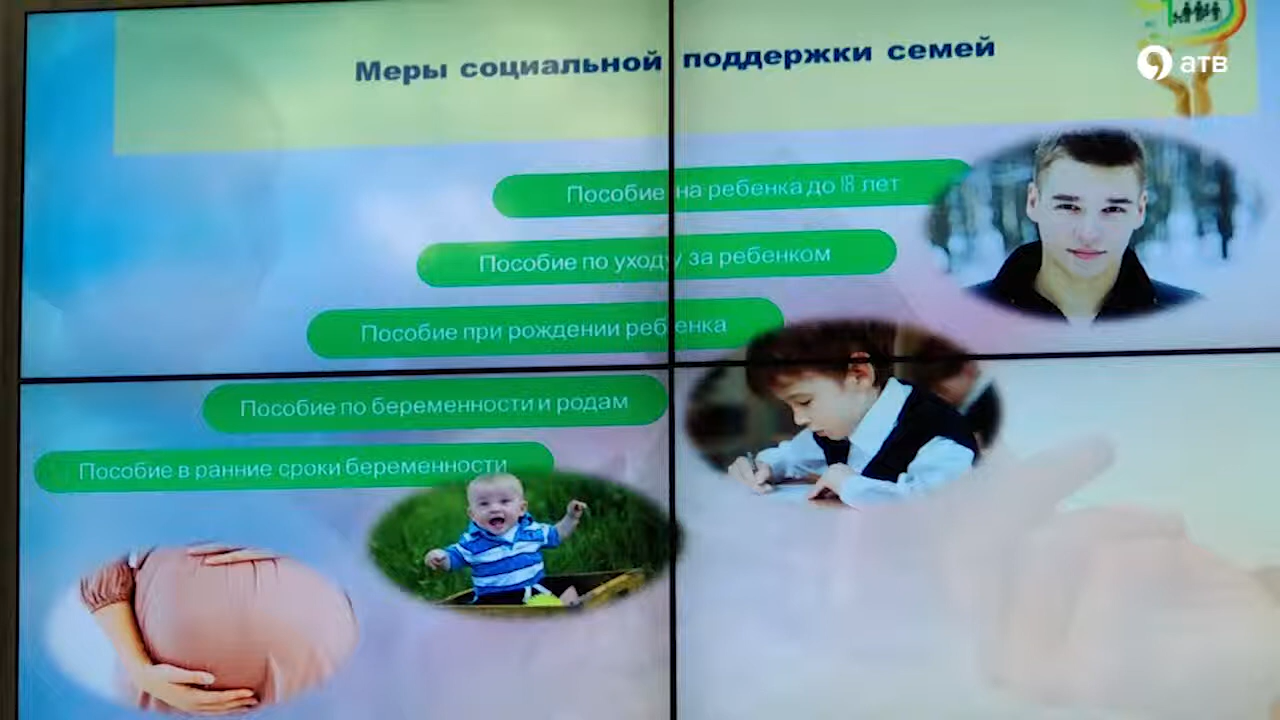 Меры социальной поддержки семей
атв
Пособие на ребенка до 18 лет
Пособие по уходу за ребенком
Пособие при рождении ребенка
Пособие по беременности и родам
Пособие в ранние сроки беременности